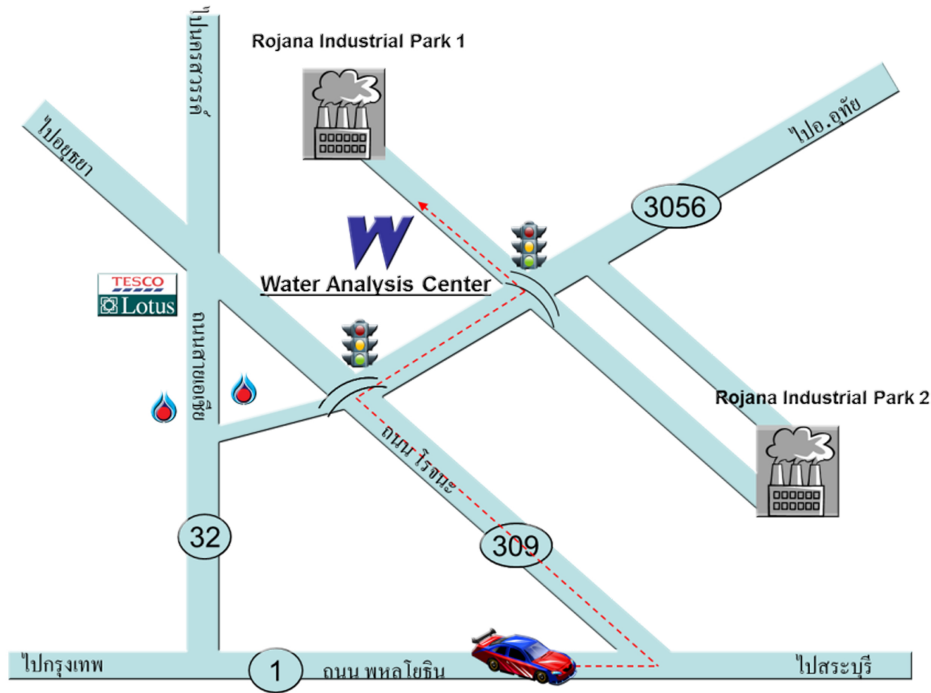 Rojana Industrial Park 1
ไปนครสวรรค์
ไปอยุธยา
ไปอ.อุทัย
3056
W
Water Analysis Center
TESCO
Lotus
ถนนสายเอเซีย
Rojana Industrial Park 2
ถนน โรจนะ
32
309
ไปกรุงเทพ
1
ถนน พหลโยธิน
ไปสระบุรี